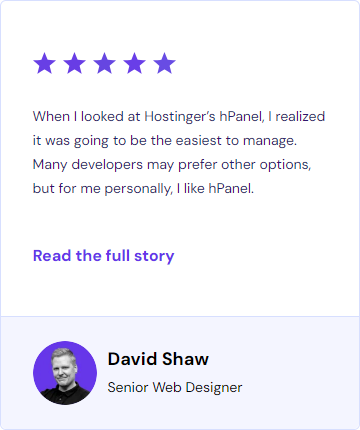 When I looked at Hostinger’s hPanel, I realized
it was going to be the easiest to manage.
Many developers may prefer other options,
but for me personally, I like hPanel.
Read the full story
David Shaw
Senior Web Designer